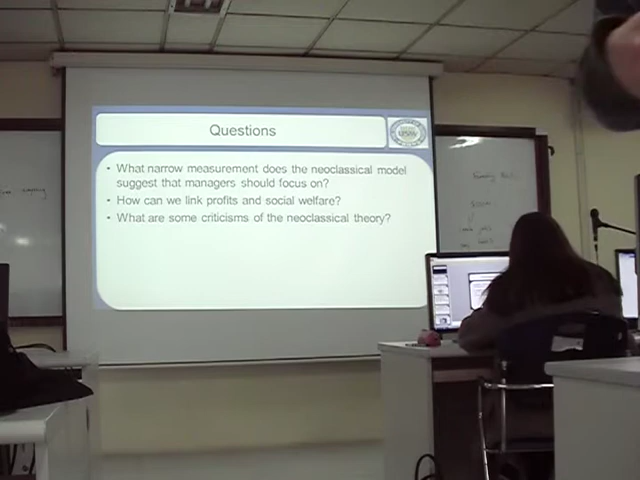 Questions
• What narrow measurement does the neoclassical model
suggest that managers should focus on?
• How can we link profits and social welfare?
• What are some criticisms of the neoclassical theory?